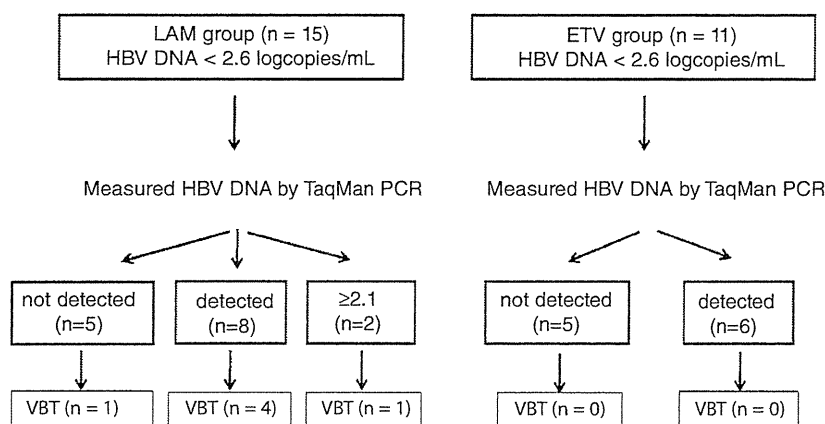 LAM group (n = 15)
HBV DNA < 2.6 logcopies/mL
ETV group (n = 11)
HBV DNA < 2.6 logcopies/mL
Measured HBV DNA by TaqMan PCR
Measured HBV DNA by TaqMan PCR
not detected
(n=5)
detected
(n=8)
≥2.1
(n=2)
not detected
(n=5)
detected
(n=6)
VBT (n = 1)
VBT (n = 4)
VBT (n = 1)
VBT (n = 0)
VBT (n = 0)